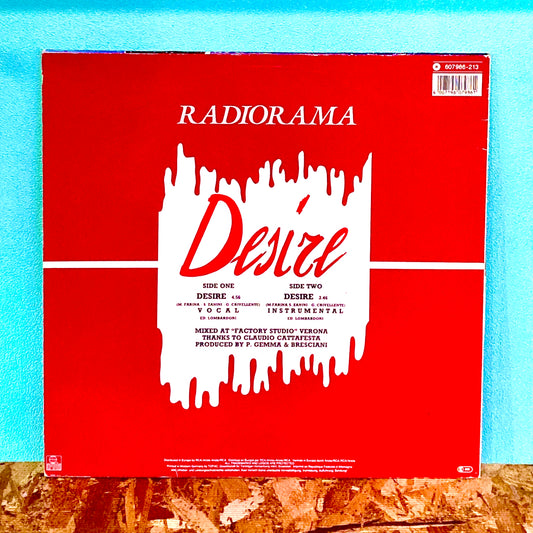 607986-213
RADIORAMA
Desire
SIDE ONE
DESIRE 4:56
(M. FARINA - S. ZANINI - G. CRIVELLENTE)
VOCAL
ED. LOMBARDONI
SIDE TWO
DESIRE 3:46
(M. FARINA S. ZANINI G. CRIVELLENTE)
INSTRUMENTAL
ED. LOMBARDONI
MIXED AT "FACTORY STUDIO" VERONA
THANKS TO CLAUDIO CATTAFESTA
PRODUCED BY P. GEMMA & BRESCIANI